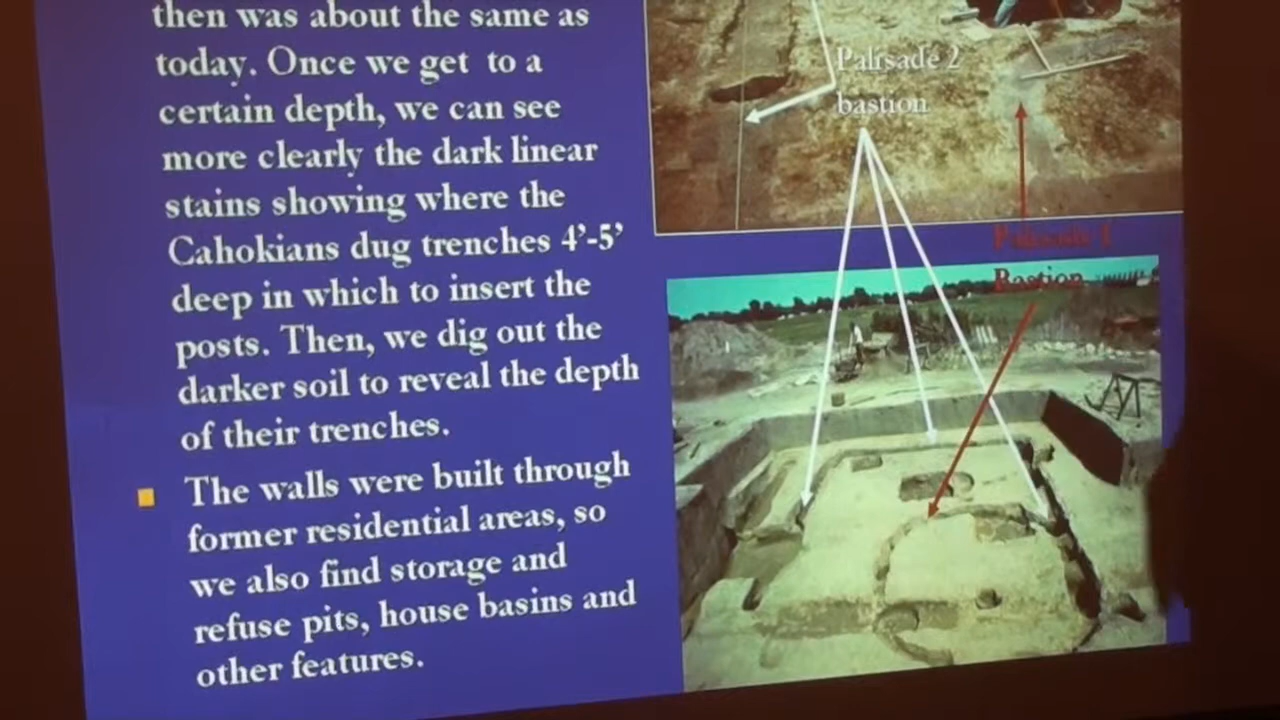 then was about the same as
today. Once we get to a
certain depth, we can see
more clearly the dark linear
stains showing where the
Cahokians dug trenches 4’-5’
deep in which to insert the
posts. Then, we dig out the
darker soil to reveal the depth
of their trenches.
The walls were built through
former residential areas, so
we also find storage and
refuse pits, house basins and
other features.
Palisade 2
bastion
Palisade 1
Bastion